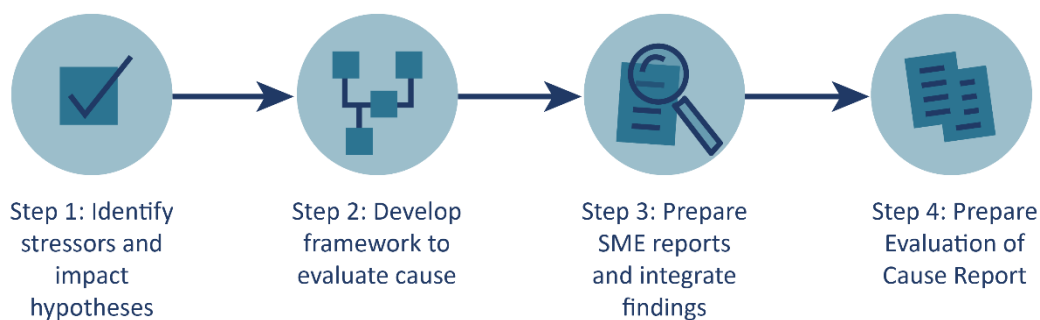 Step 1: Identify
stressors and
impact
hypotheses
Step 2: Develop
framework to
evaluate cause
Step 3: Prepare
SME reports
and integrate
findings
Step 4: Prepare
Evaluation of
Cause Report